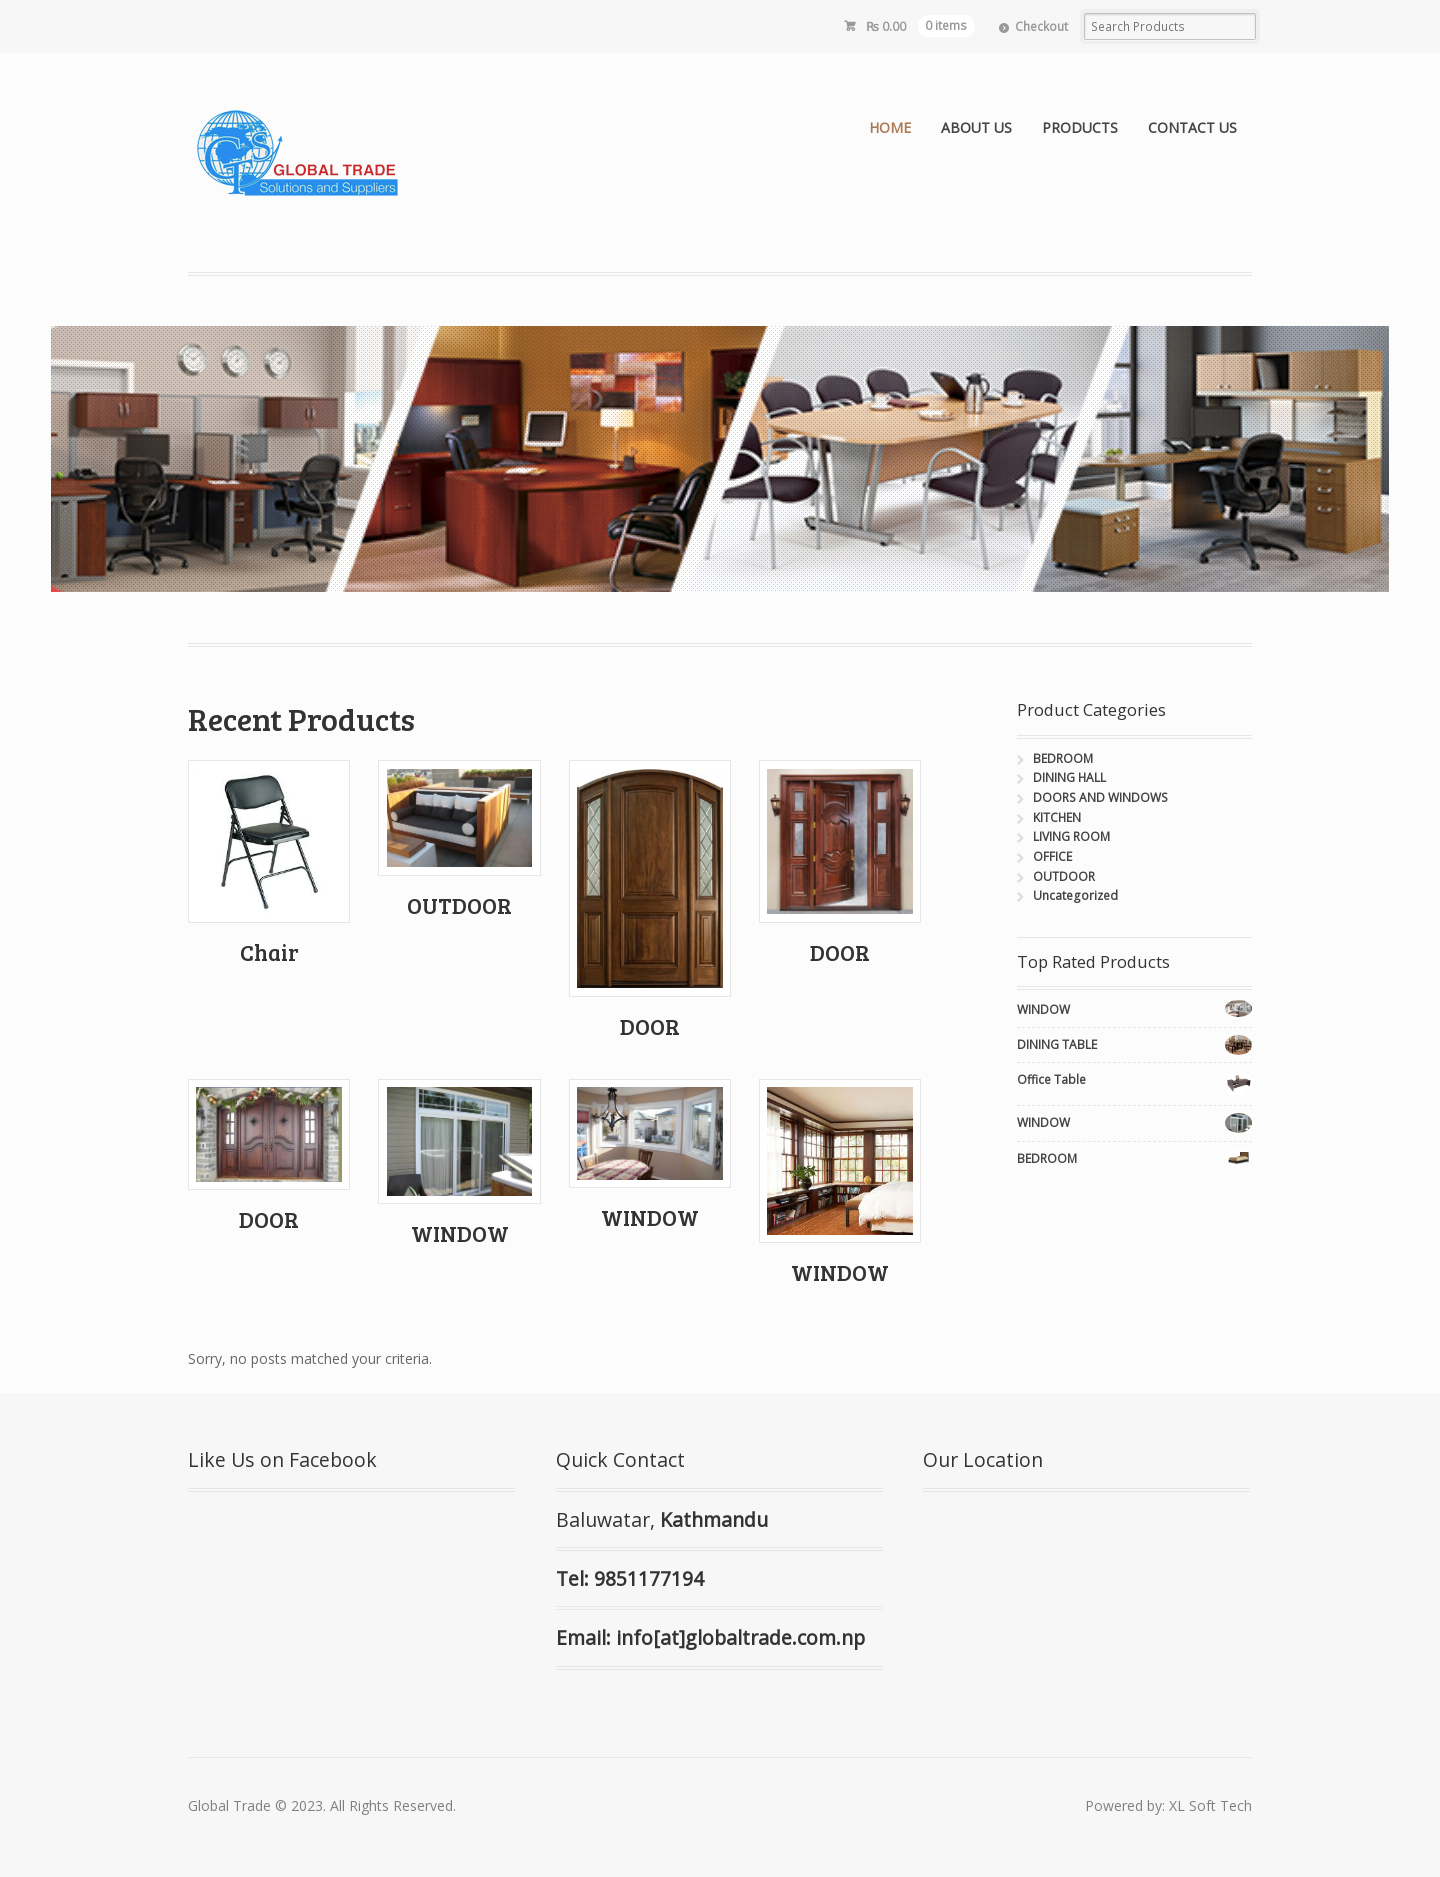 ₨ 0.00 0 items Checkout Search Products
GLOBAL TRADE
Solutions and Suppliers
HOME ABOUT US PRODUCTS CONTACT US
Recent Products
Chair
OUTDOOR
DOOR
DOOR
DOOR
WINDOW
WINDOW
WINDOW
Sorry, no posts matched your criteria.
Product Categories
BEDROOM
DINING HALL
DOORS AND WINDOWS
KITCHEN
LIVING ROOM
OFFICE
OUTDOOR
Uncategorized
Top Rated Products
WINDOW
DINING TABLE
Office Table
WINDOW
BEDROOM
Like Us on Facebook
Quick Contact
Baluwatar, Kathmandu
Tel: 9851177194
Email: info[at]globaltrade.com.np
Our Location
Global Trade © 2023. All Rights Reserved.
Powered by: XL Soft Tech